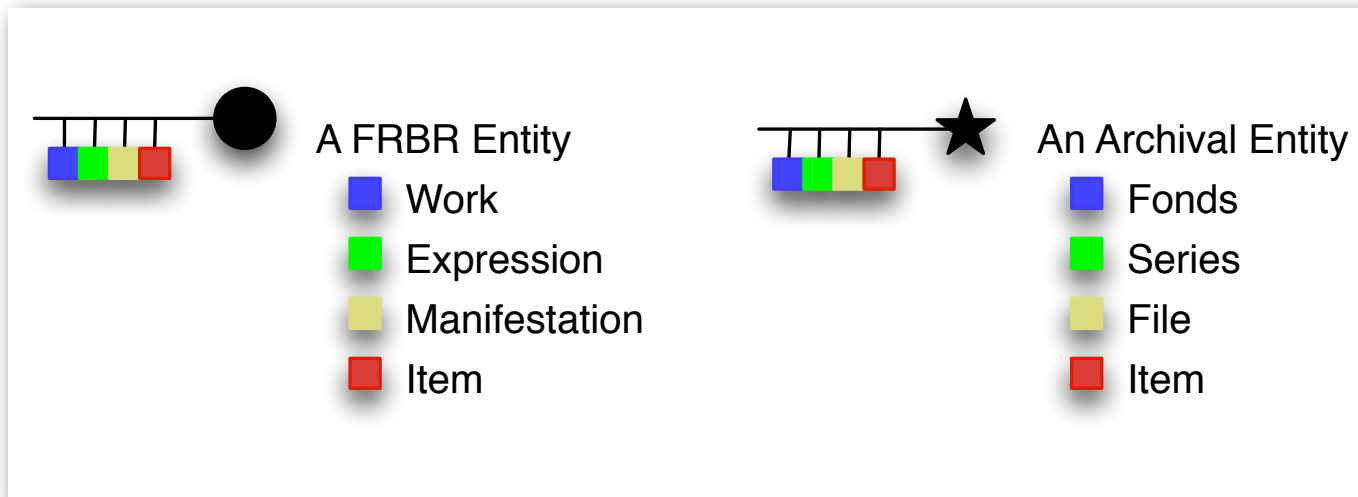 A FRBR Entity
Work
Expression
Manifestation
Item
An Archival Entity
Fonds
Series
File
Item